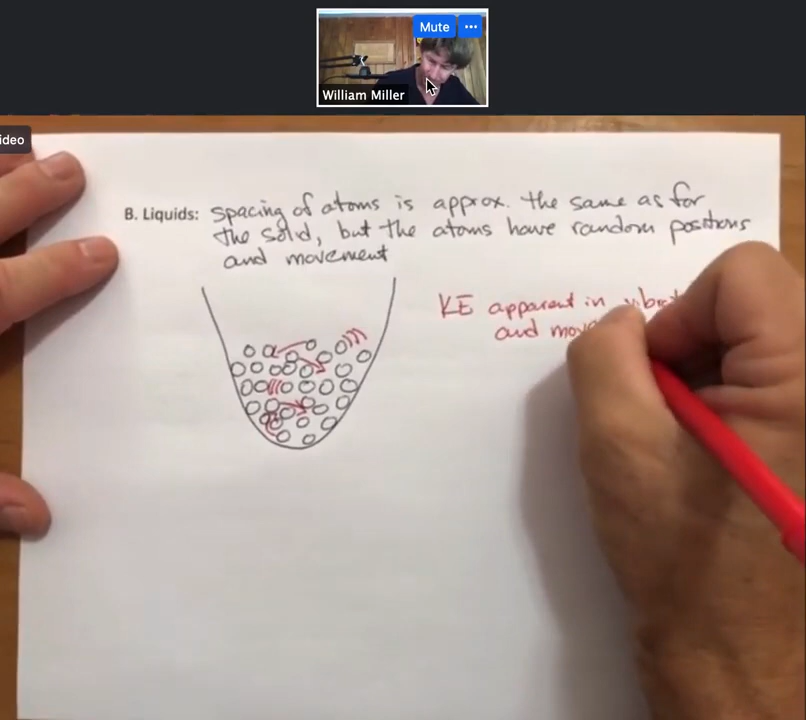 Mute
William Miller
ideo
B. Liquids: spacing of atoms is approx. the same as for
the solid, but the atoms have random positions
and movement
KE apparent in
and